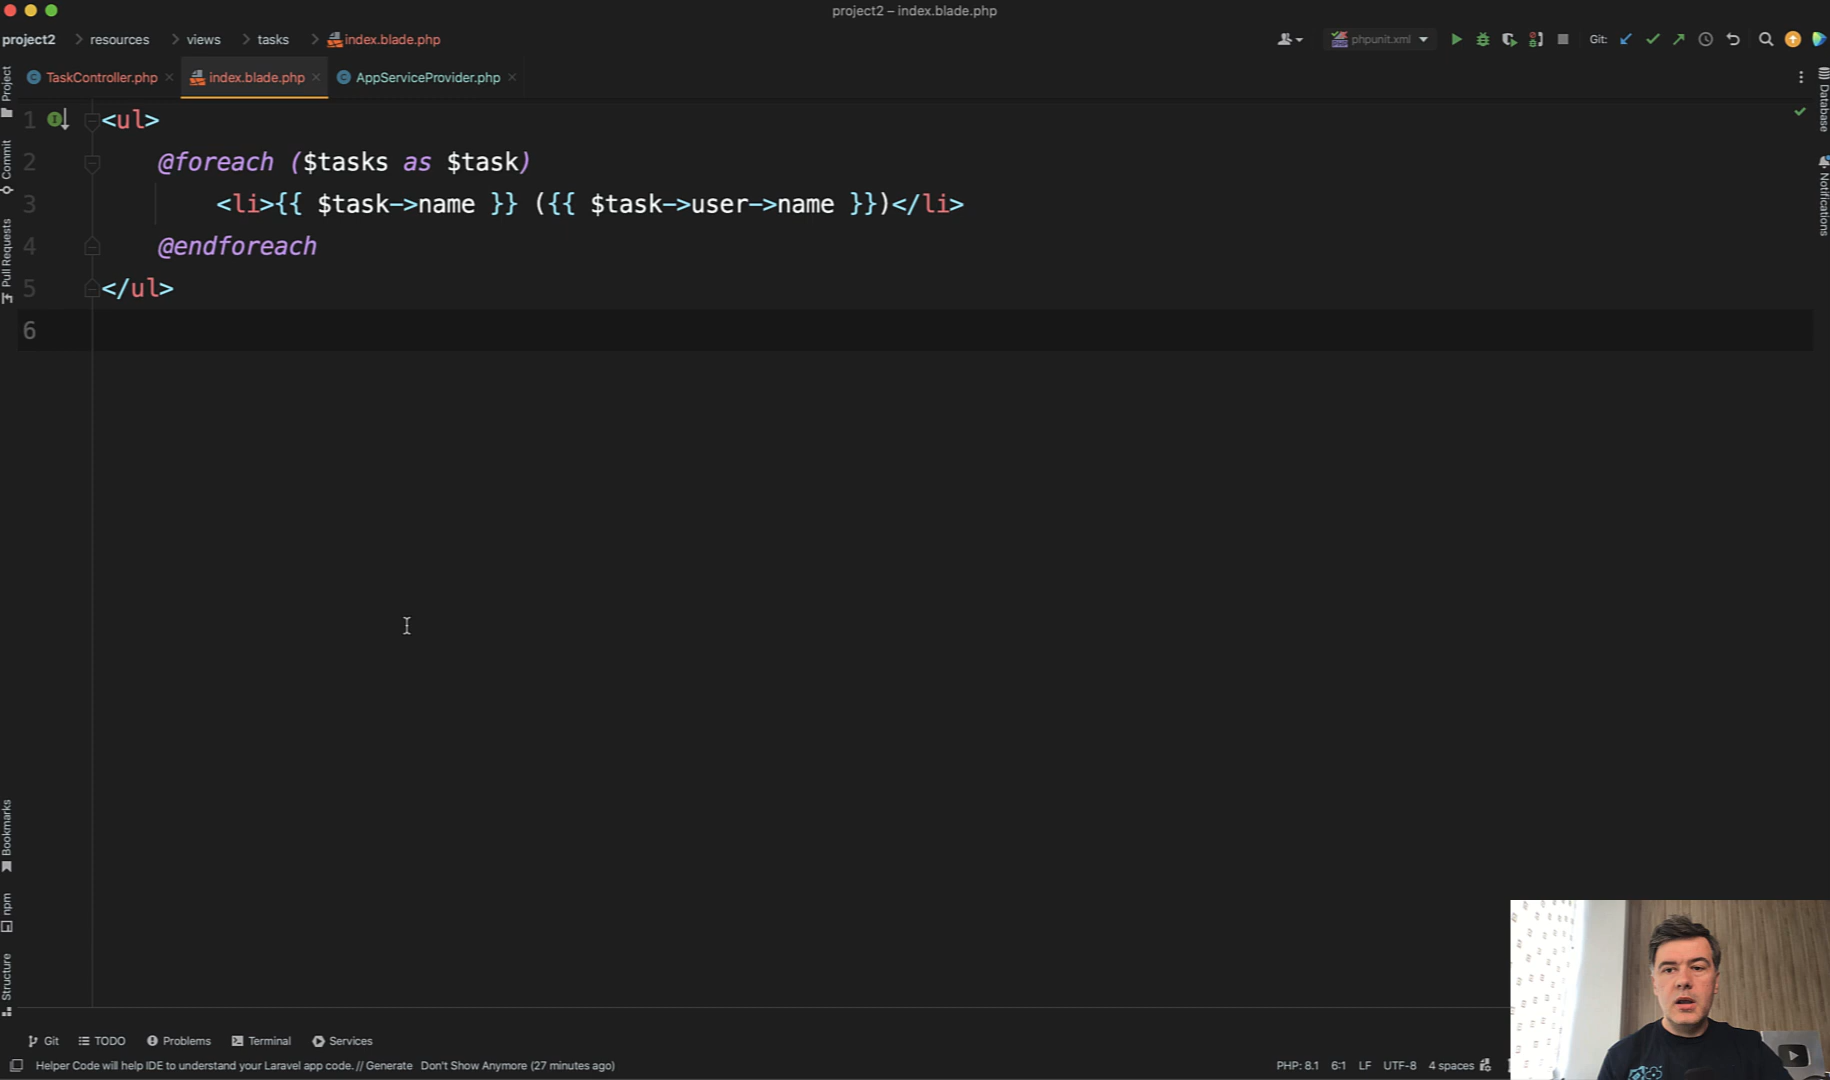 project2 – index.blade.php
project2 resources views tasks index.blade.php
phpunit.xml
Git:
TaskController.php index.blade.php AppServiceProvider.php
Project
Commit
Pull Requests
Bookmarks
npm
Structure
Database
Notifications
1 <ul>
2 @foreach ($tasks as $task)
3 <li>{{ $task->name }} ({{ $task->user->name }})</li>
4 @endforeach
5 </ul>
6
Git TODO Problems Terminal Services
Helper Code will help IDE to understand your Laravel app code. // Generate Don't Show Anymore (27 minutes ago)
PHP: 8.1 6:1 LF UTF-8 4 spaces